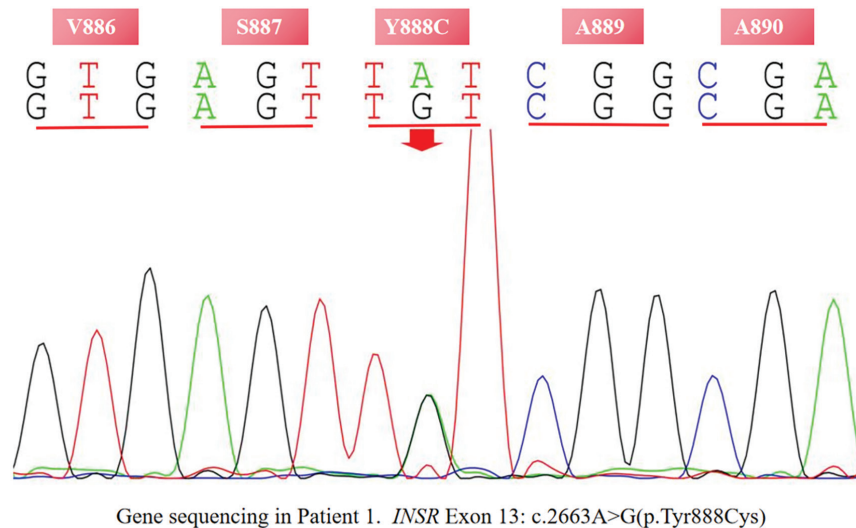 V886 S887 Y888C A889 A890
G T G A G T T A T C G G C G A
G T G A G T T G T C G G C G A
Gene sequencing in Patient 1. INSR Exon 13: c.2663A>G(p.Tyr888Cys)